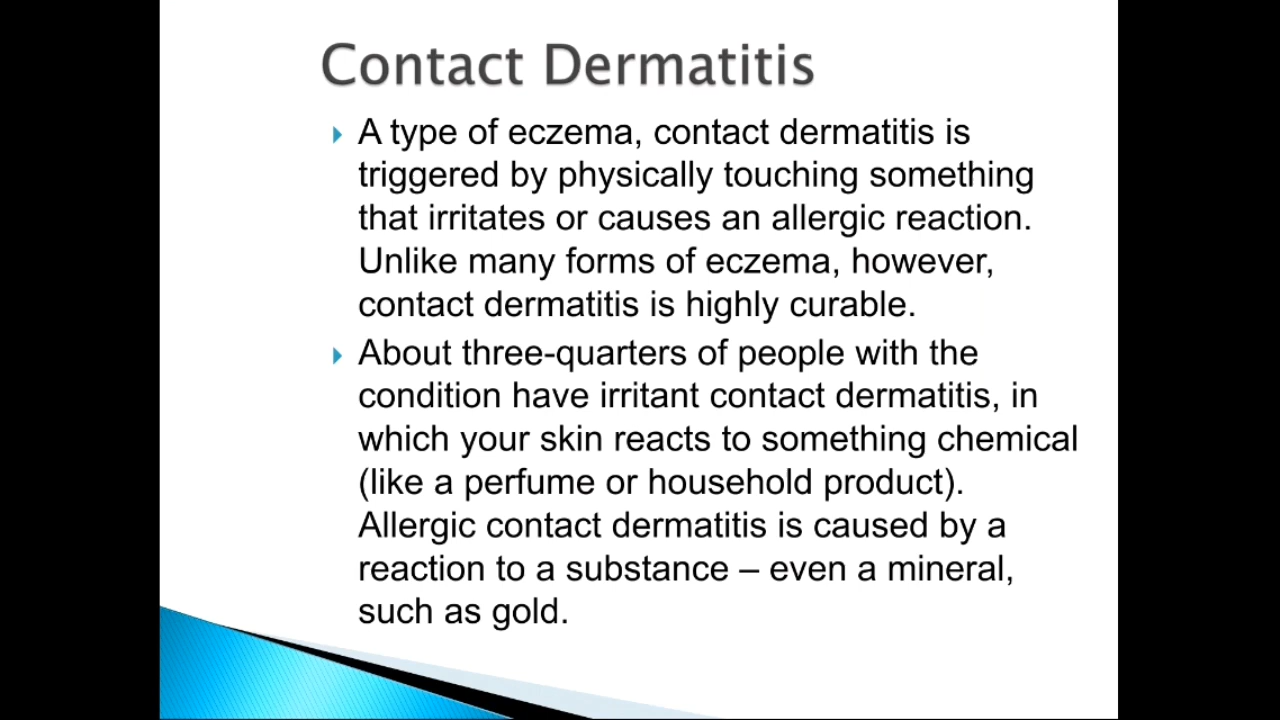 Contact Dermatitis
A type of eczema, contact dermatitis is
triggered by physically touching something
that irritates or causes an allergic reaction.
Unlike many forms of eczema, however,
contact dermatitis is highly curable.
About three-quarters of people with the
condition have irritant contact dermatitis, in
which your skin reacts to something chemical
(like a perfume or household product).
Allergic contact dermatitis is caused by a
reaction to a substance – even a mineral,
such as gold.